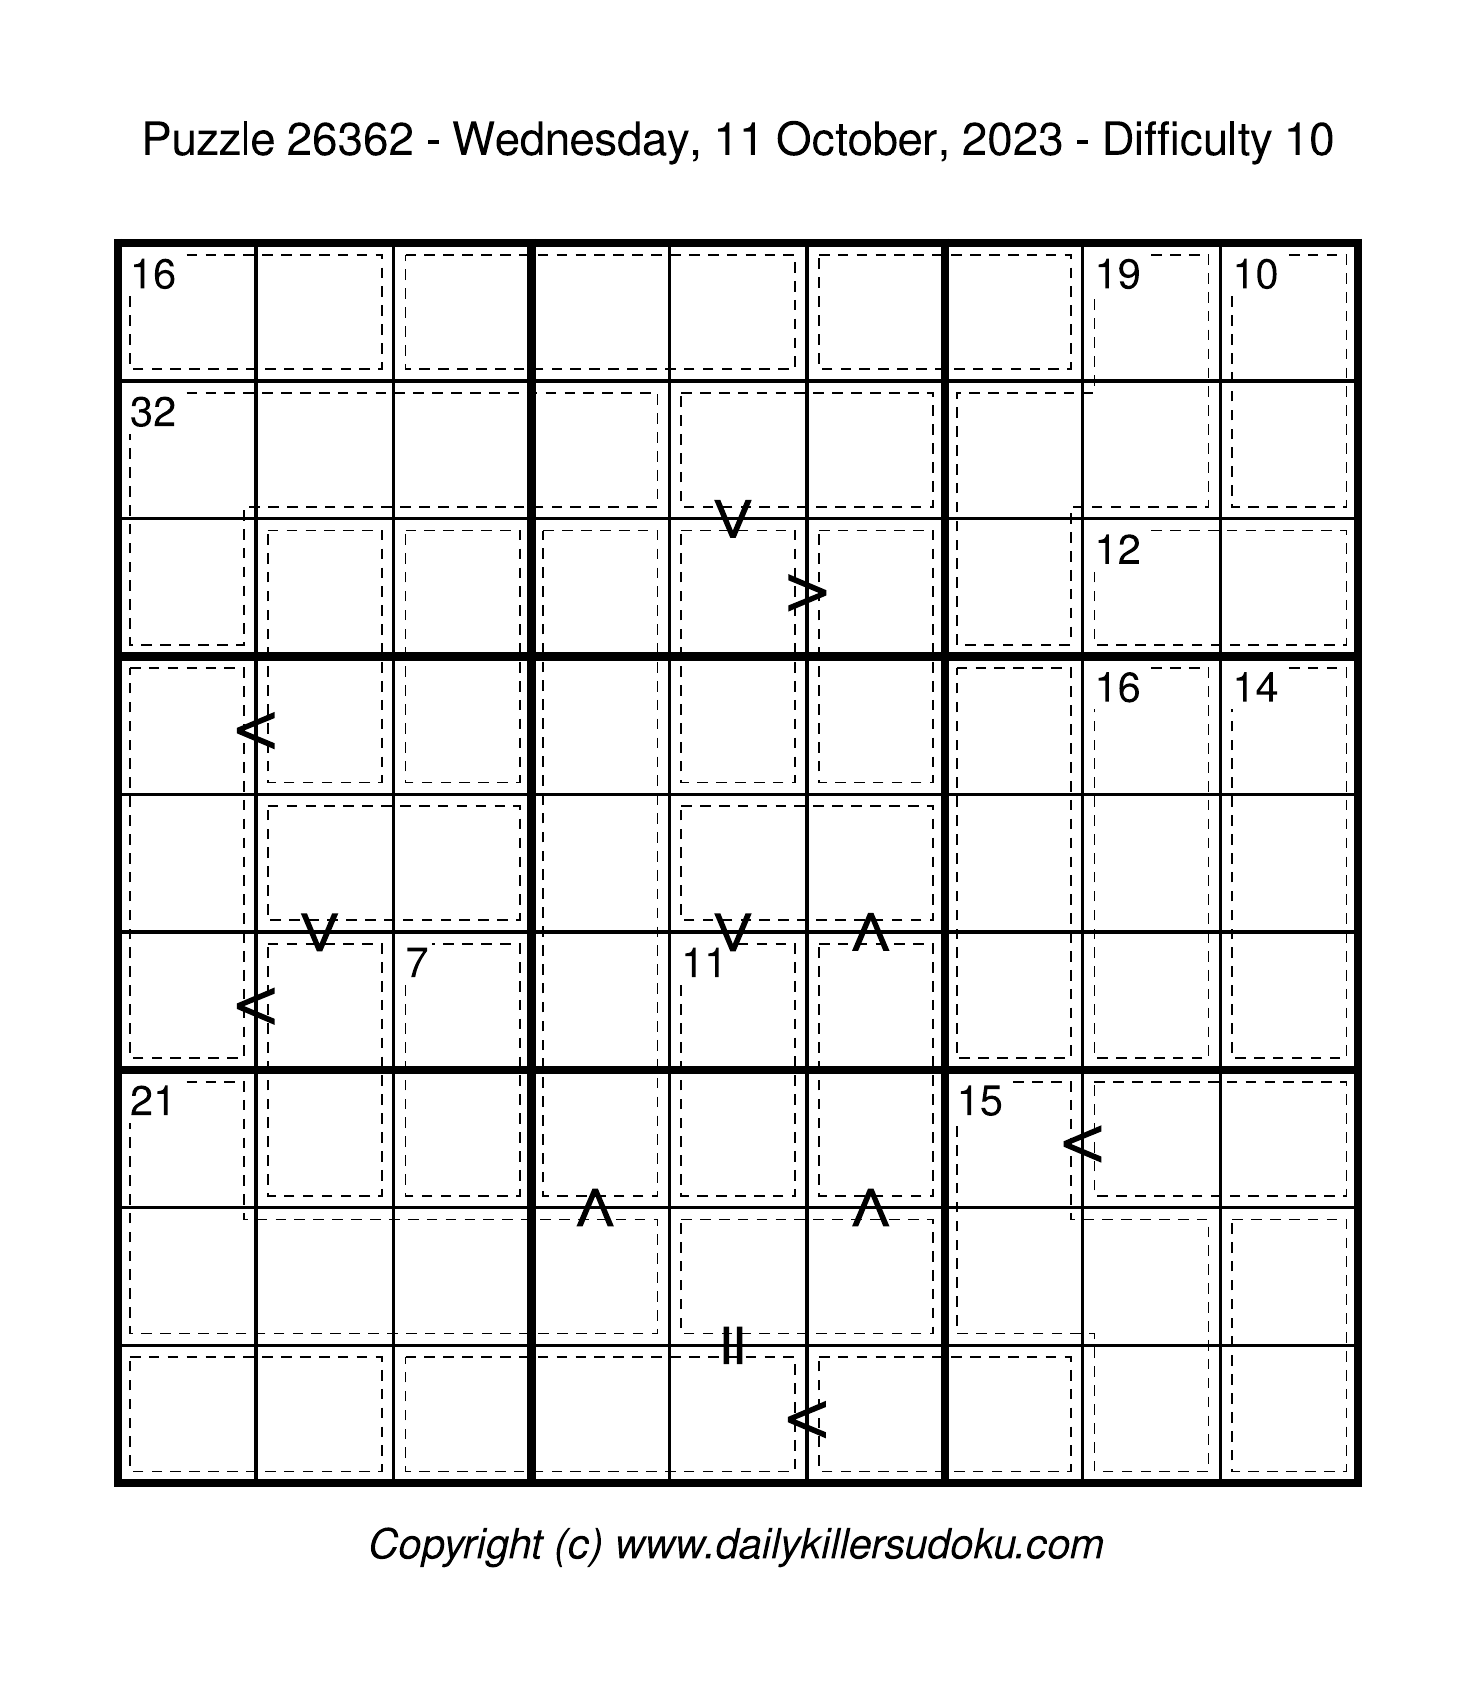 Puzzle 26362 - Wednesday, 11 October, 2023 - Difficulty 10
16 19 10
32
V
12
>
16 14
<
V V Λ
7 11
<
21 15
<
Λ Λ
=
<
Copyright (c) www.dailykillersudoku.com